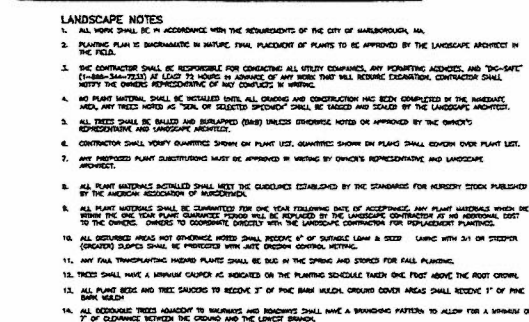 LANDSCAPE NOTES
1. ALL WORK SHALL BE IN ACCORDANCE WITH THE REQUIREMENTS OF THE CITY OF MARLBOROUGH, MA.
2. PLANTING PLAN IS DIAGRAMMATIC IN NATURE. FINAL PLACEMENT OF PLANTS TO BE APPROVED BY THE LANDSCAPE ARCHITECT IN
THE FIELD.
3. THE CONTRACTOR SHALL BE RESPONSIBLE FOR CONTACTING ALL UTILITY COMPANIES, ANY PERMITTING AGENCIES, AND "DIG-SAFE"
(1-888-344-7233) AT LEAST 72 HOURS IN ADVANCE OF ANY WORK THAT WILL REQUIRE EXCAVATION. CONTRACTOR SHALL
NOTIFY THE OWNERS REPRESENTATIVE OF ANY CONFLICTS IN WRITING.
4. NO PLANT MATERIAL SHALL BE INSTALLED UNTIL ALL GRADING AND CONSTRUCTION HAS BEEN COMPLETED IN THE IMMEDIATE
AREA. ANY TREES NOTED AS "SEAL OR SELECTED SPECIMEN" SHALL BE TAGGED AND SEALED BY THE LANDSCAPE ARCHITECT.
5. ALL TREES SHALL BE BALLED AND BURLAPPED (B&B) UNLESS OTHERWISE NOTED OR APPROVED BY THE OWNER'S
REPRESENTATIVE AND LANDSCAPE ARCHITECT.
6. CONTRACTOR SHALL VERIFY QUANTITIES SHOWN ON PLANT LIST. QUANTITIES SHOWN ON PLANS SHALL GOVERN OVER PLANT LIST.
7. ANY PROPOSED PLANT SUBSTITUTIONS MUST BE APPROVED IN WRITING BY OWNER'S REPRESENTATIVE AND LANDSCAPE
ARCHITECT.
8. ALL PLANT MATERIALS INSTALLED SHALL MEET THE GUIDELINES ESTABLISHED BY THE STANDARDS FOR NURSERY STOCK PUBLISHED
BY THE AMERICAN ASSOCIATION OF NURSERYMEN.
9. ALL PLANT MATERIALS SHALL BE GUARANTEED FOR ONE YEAR FOLLOWING DATE OF ACCEPTANCE. ANY PLANT MATERIALS WHICH DIE
WITHIN THE ONE YEAR PLANT GUARANTEE PERIOD WILL BE REPLACED BY THE LANDSCAPE CONTRACTOR AT NO ADDITIONAL COST
TO THE OWNERS. OWNERS TO COORDINATE DIRECTLY WITH THE LANDSCAPE CONTRACTOR FOR REPLACEMENT PLANTINGS.
10. ALL DISTURBED AREAS NOT OTHERWISE NOTED SHALL RECEIVE 6" OF SUITABLE LOAM & SEED. LAWNS WITH 3:1 OR STEEPER
(GREATER) SLOPES SHALL BE PROTECTED WITH JUTE EROSION CONTROL NETTING.
11. ANY FALL TRANSPLANTING HAZARD PLANTS SHALL BE DUG IN THE SPRING AND STORED FOR FALL PLANTING.
12. TREES SHALL HAVE A MINIMUM CALIPER AS INDICATED ON THE PLANTING SCHEDULE TAKEN ONE FOOT ABOVE THE ROOT CROWN.
13. ALL PLANT BEDS AND TREE SAUCERS TO RECEIVE 3" OF PINE BARK MULCH. GROUND COVER AREAS SHALL RECEIVE 1" OF PINE
BARK MULCH
14. ALL DECIDUOUS TREES ADJACENT TO WALKWAYS AND ROADWAYS SHALL HAVE A BRANCHING PATTERN TO ALLOW FOR A MINIMUM OF
7' OF CLEARANCE BETWEEN THE GROUND AND THE LOWEST BRANCH.